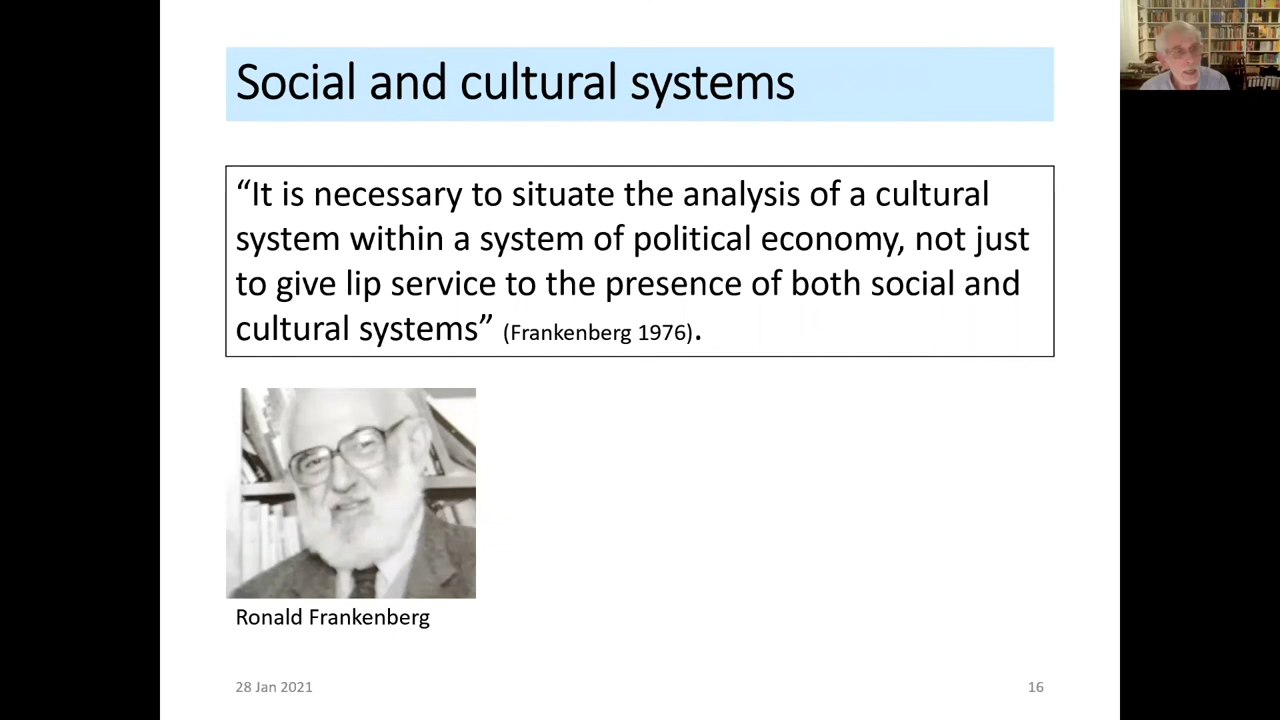 Social and cultural systems
“It is necessary to situate the analysis of a cultural
system within a system of political economy, not just
to give lip service to the presence of both social and
cultural systems” (Frankenberg 1976).
Ronald Frankenberg
28 Jan 2021
16